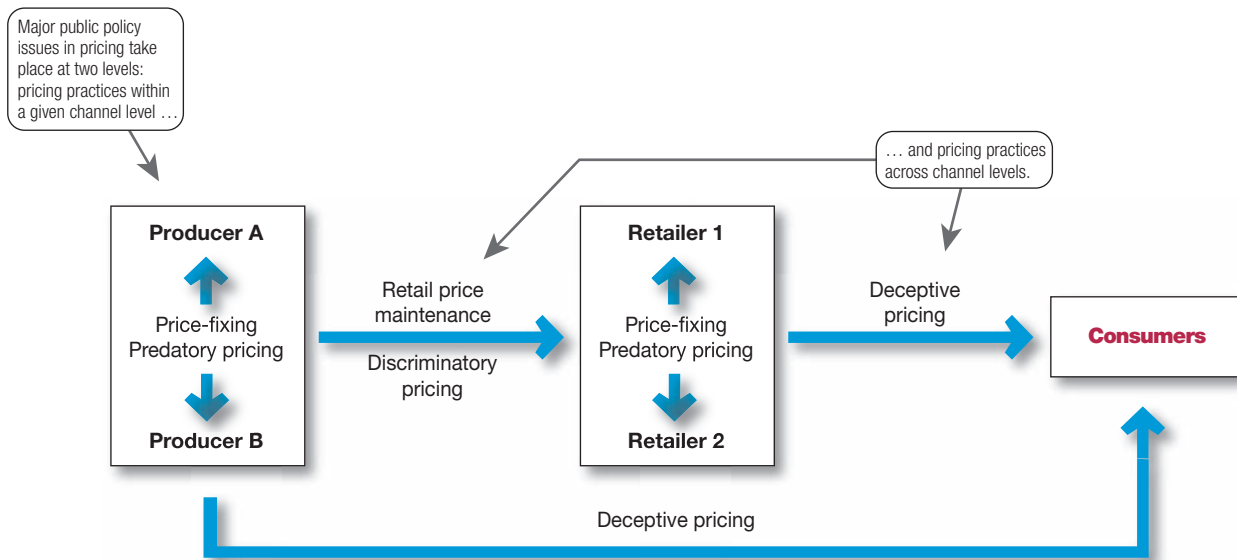 Major public policy
issues in pricing take
place at two levels:
pricing practices within
a given channel level …
… and pricing practices
across channel levels.
Producer A
Price-fixing
Predatory pricing
Producer B
Retail price
maintenance
Discriminatory
pricing
Retailer 1
Price-fixing
Predatory pricing
Retailer 2
Deceptive
pricing
Consumers
Deceptive pricing